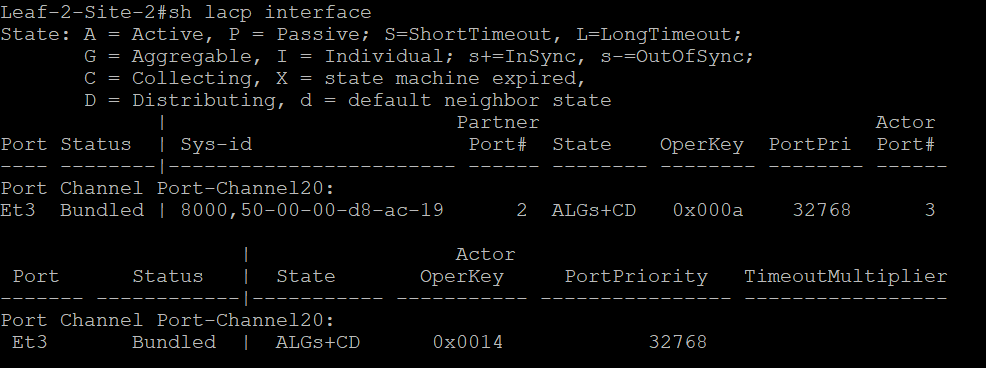 Leaf-2-Site-2#sh lacp interface
State: A = Active, P = Passive; S=ShortTimeout, L=LongTimeout;
       G = Aggregable, I = Individual; s+=InSync, s-=OutOfSync;
       C = Collecting, X = state machine expired,
       D = Distributing, d = default neighbor state
             |                        Partner                            Actor
Port Status  | Sys-id                  Port#  State    OperKey  PortPri  Port#
---- --------|------------------------ ------ -------- -------- -------- ------
Port Channel Port-Channel20:
Et3  Bundled | 8000,50-00-00-d8-ac-19      2  ALGs+CD   0x000a    32768      3
                    |                 Actor
 Port      Status   |  State       OperKey    PortPriority   TimeoutMultiplier
------- ------------|----------- ----------- ---------------- -----------------
Port Channel Port-Channel20:
 Et3       Bundled  |  ALGs+CD      0x0014            32768